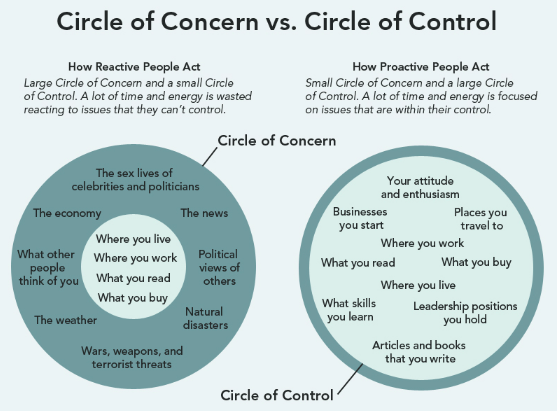 Circle of Concern vs. Circle of Control
How Reactive People Act
Large Circle of Concern and a small Circle
of Control. A lot of time and energy is wasted
reacting to issues that they can't control.
How Proactive People Act
Small Circle of Concern and a large Circle
of Control. A lot of time and energy is focused
on issues that are within their control.
Circle of Concern
The sex lives of
celebrities and politicians
The economy
The news
What other
people
think of you
Political
views of
others
The weather
Natural
disasters
Wars, weapons, and
terrorist threats
Where you live
Where you work
What you read
What you buy
Your attitude
and enthusiasm
Businesses
you start
Places you
travel to
Where you work
What you read
What you buy
Where you live
What skills
you learn
Leadership positions
you hold
Articles and books
that you write
Circle of Control